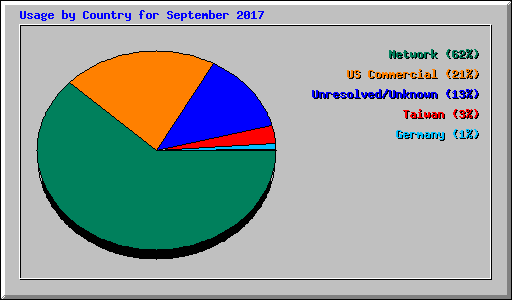 Usage by Country for September 2017
Network (62%)
US Commercial (21%)
Unresolved/Unknown (13%)
Taiwan (3%)
Germany (1%)